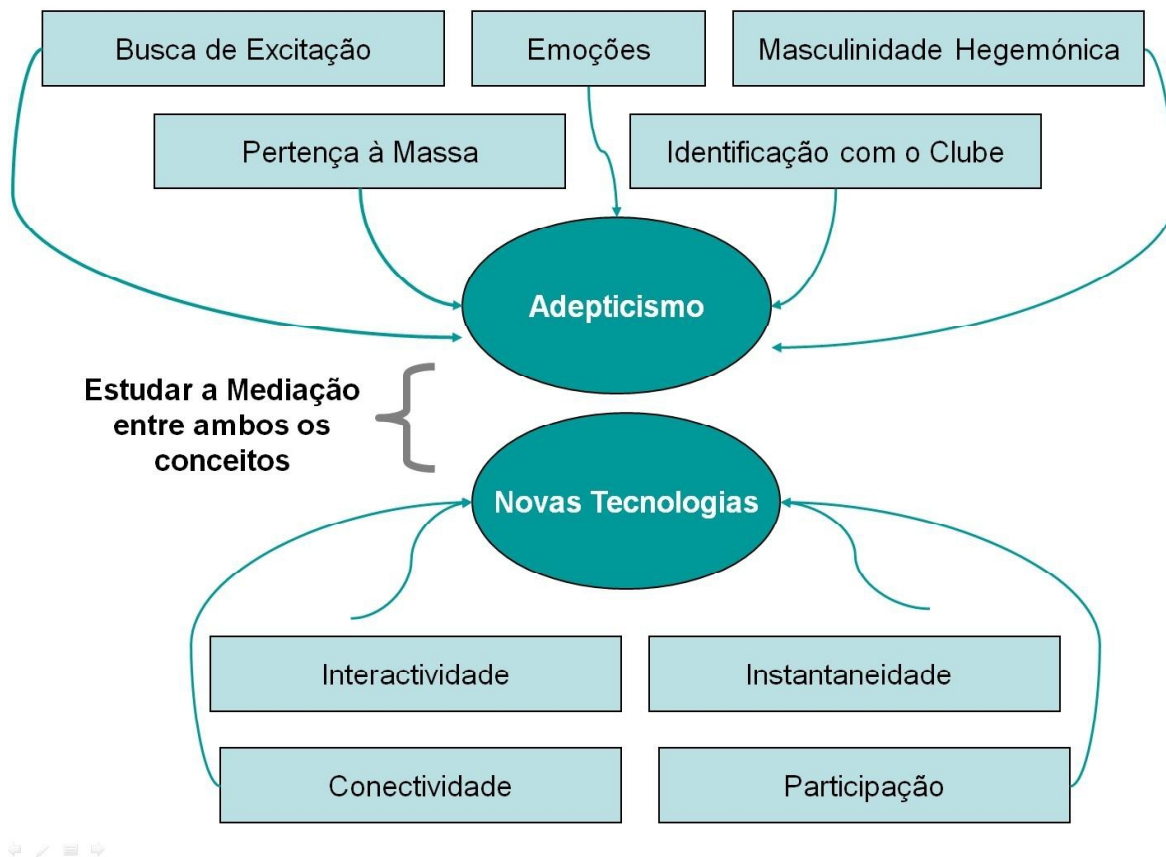 Busca de Excitação
Emoções
Masculinidade Hegemónica
Pertença à Massa
Identificação com o Clube
Adepticismo
Estudar a Mediação
entre ambos os
conceitos
Novas Tecnologias
Interactividade
Instantaneidade
Conectividade
Participação